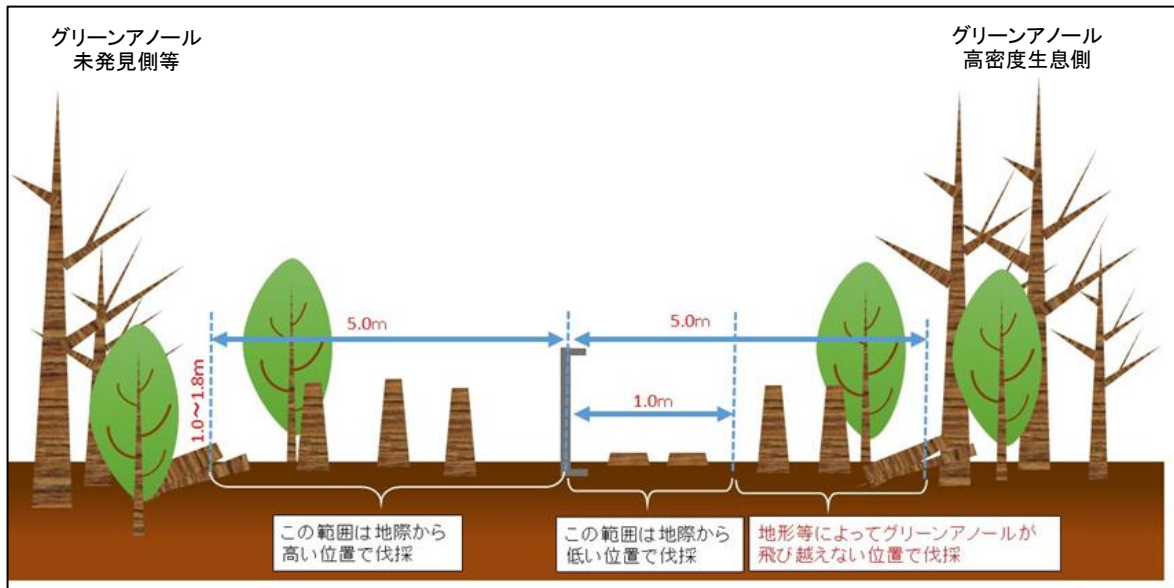 グリーンアノール
未発見側等
グリーンアノール
高密度生息側
5.0m
5.0m
1.0～1.8m
1.0m
この範囲は地際から
高い位置で伐採
この範囲は地際から
低い位置で伐採
地形等によってグリーンアノールが
飛び越えない位置で伐採